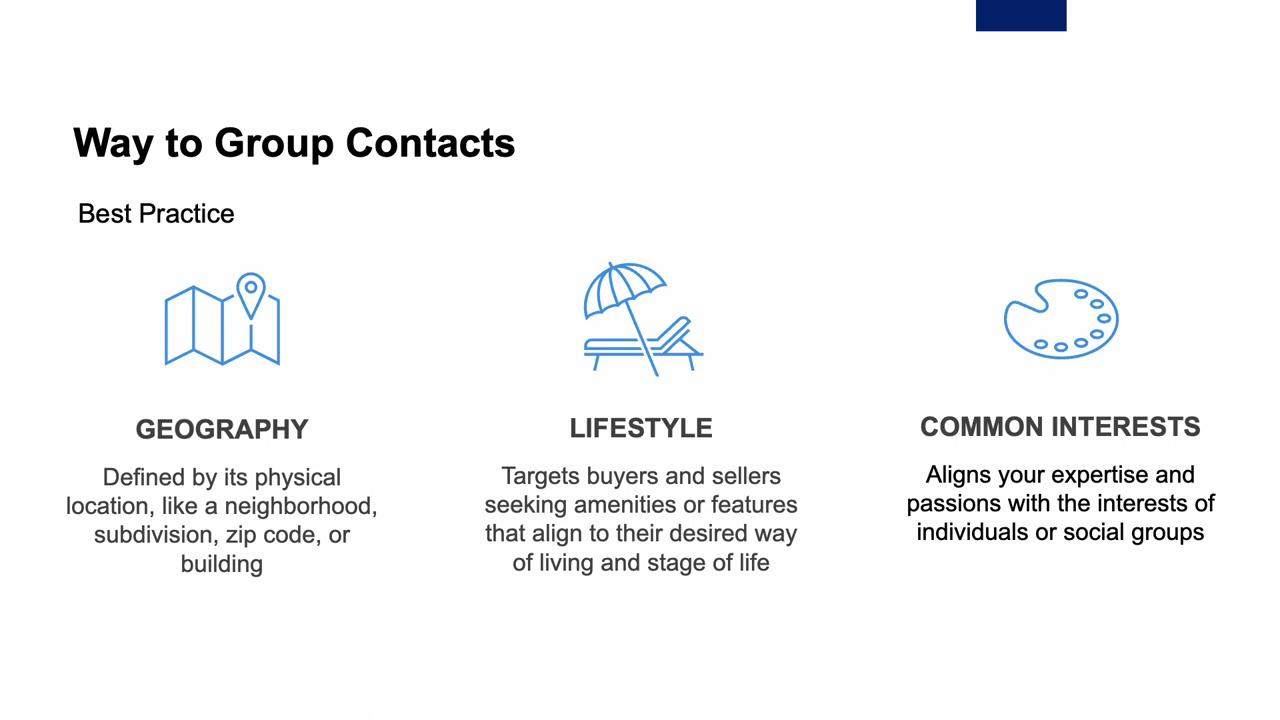 Way to Group Contacts
Best Practice
GEOGRAPHY
Defined by its physical
location, like a neighborhood,
subdivision, zip code, or
building
LIFESTYLE
Targets buyers and sellers
seeking amenities or features
that align to their desired way
of living and stage of life
COMMON INTERESTS
Aligns your expertise and
passions with the interests of
individuals or social groups